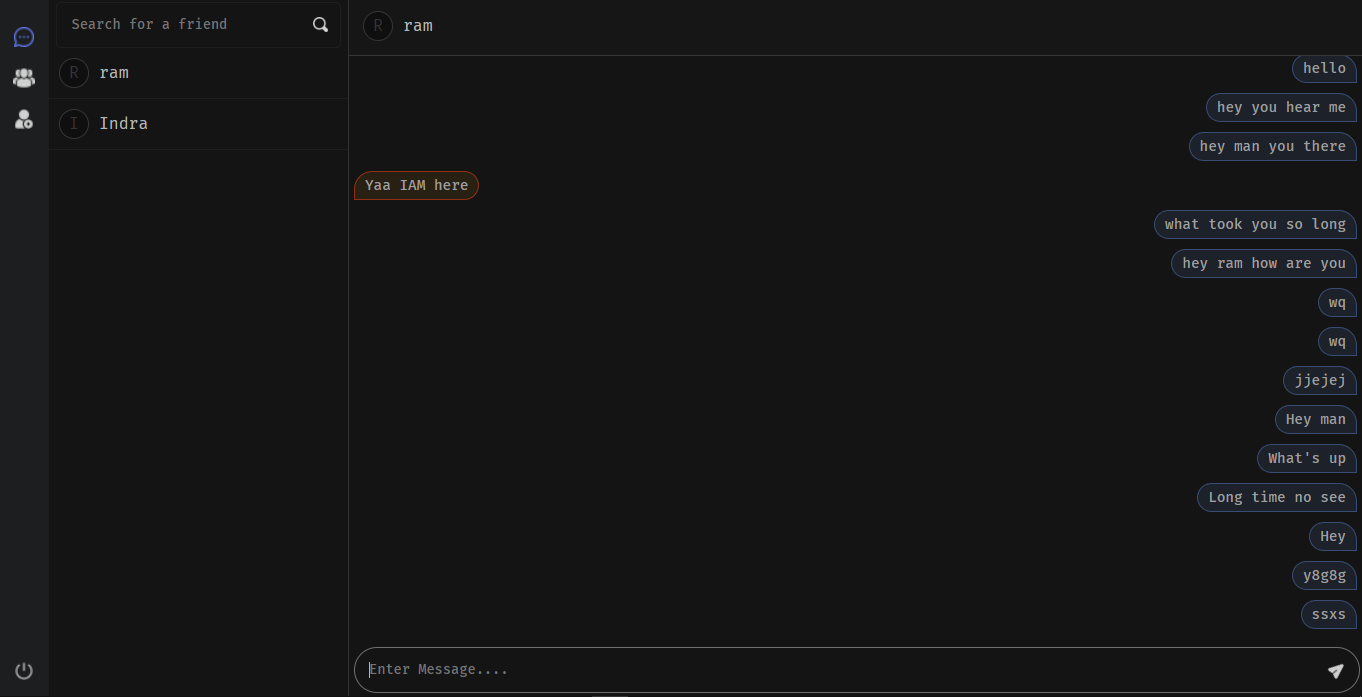 Search for a friend
R ram
I Indra
R ram
hello
hey you hear me
hey man you there
Yaa IAM here
what took you so long
hey ram how are you
wq
wq
jjejej
Hey man
What's up
Long time no see
Hey
y8g8g
ssxs
Enter Message....